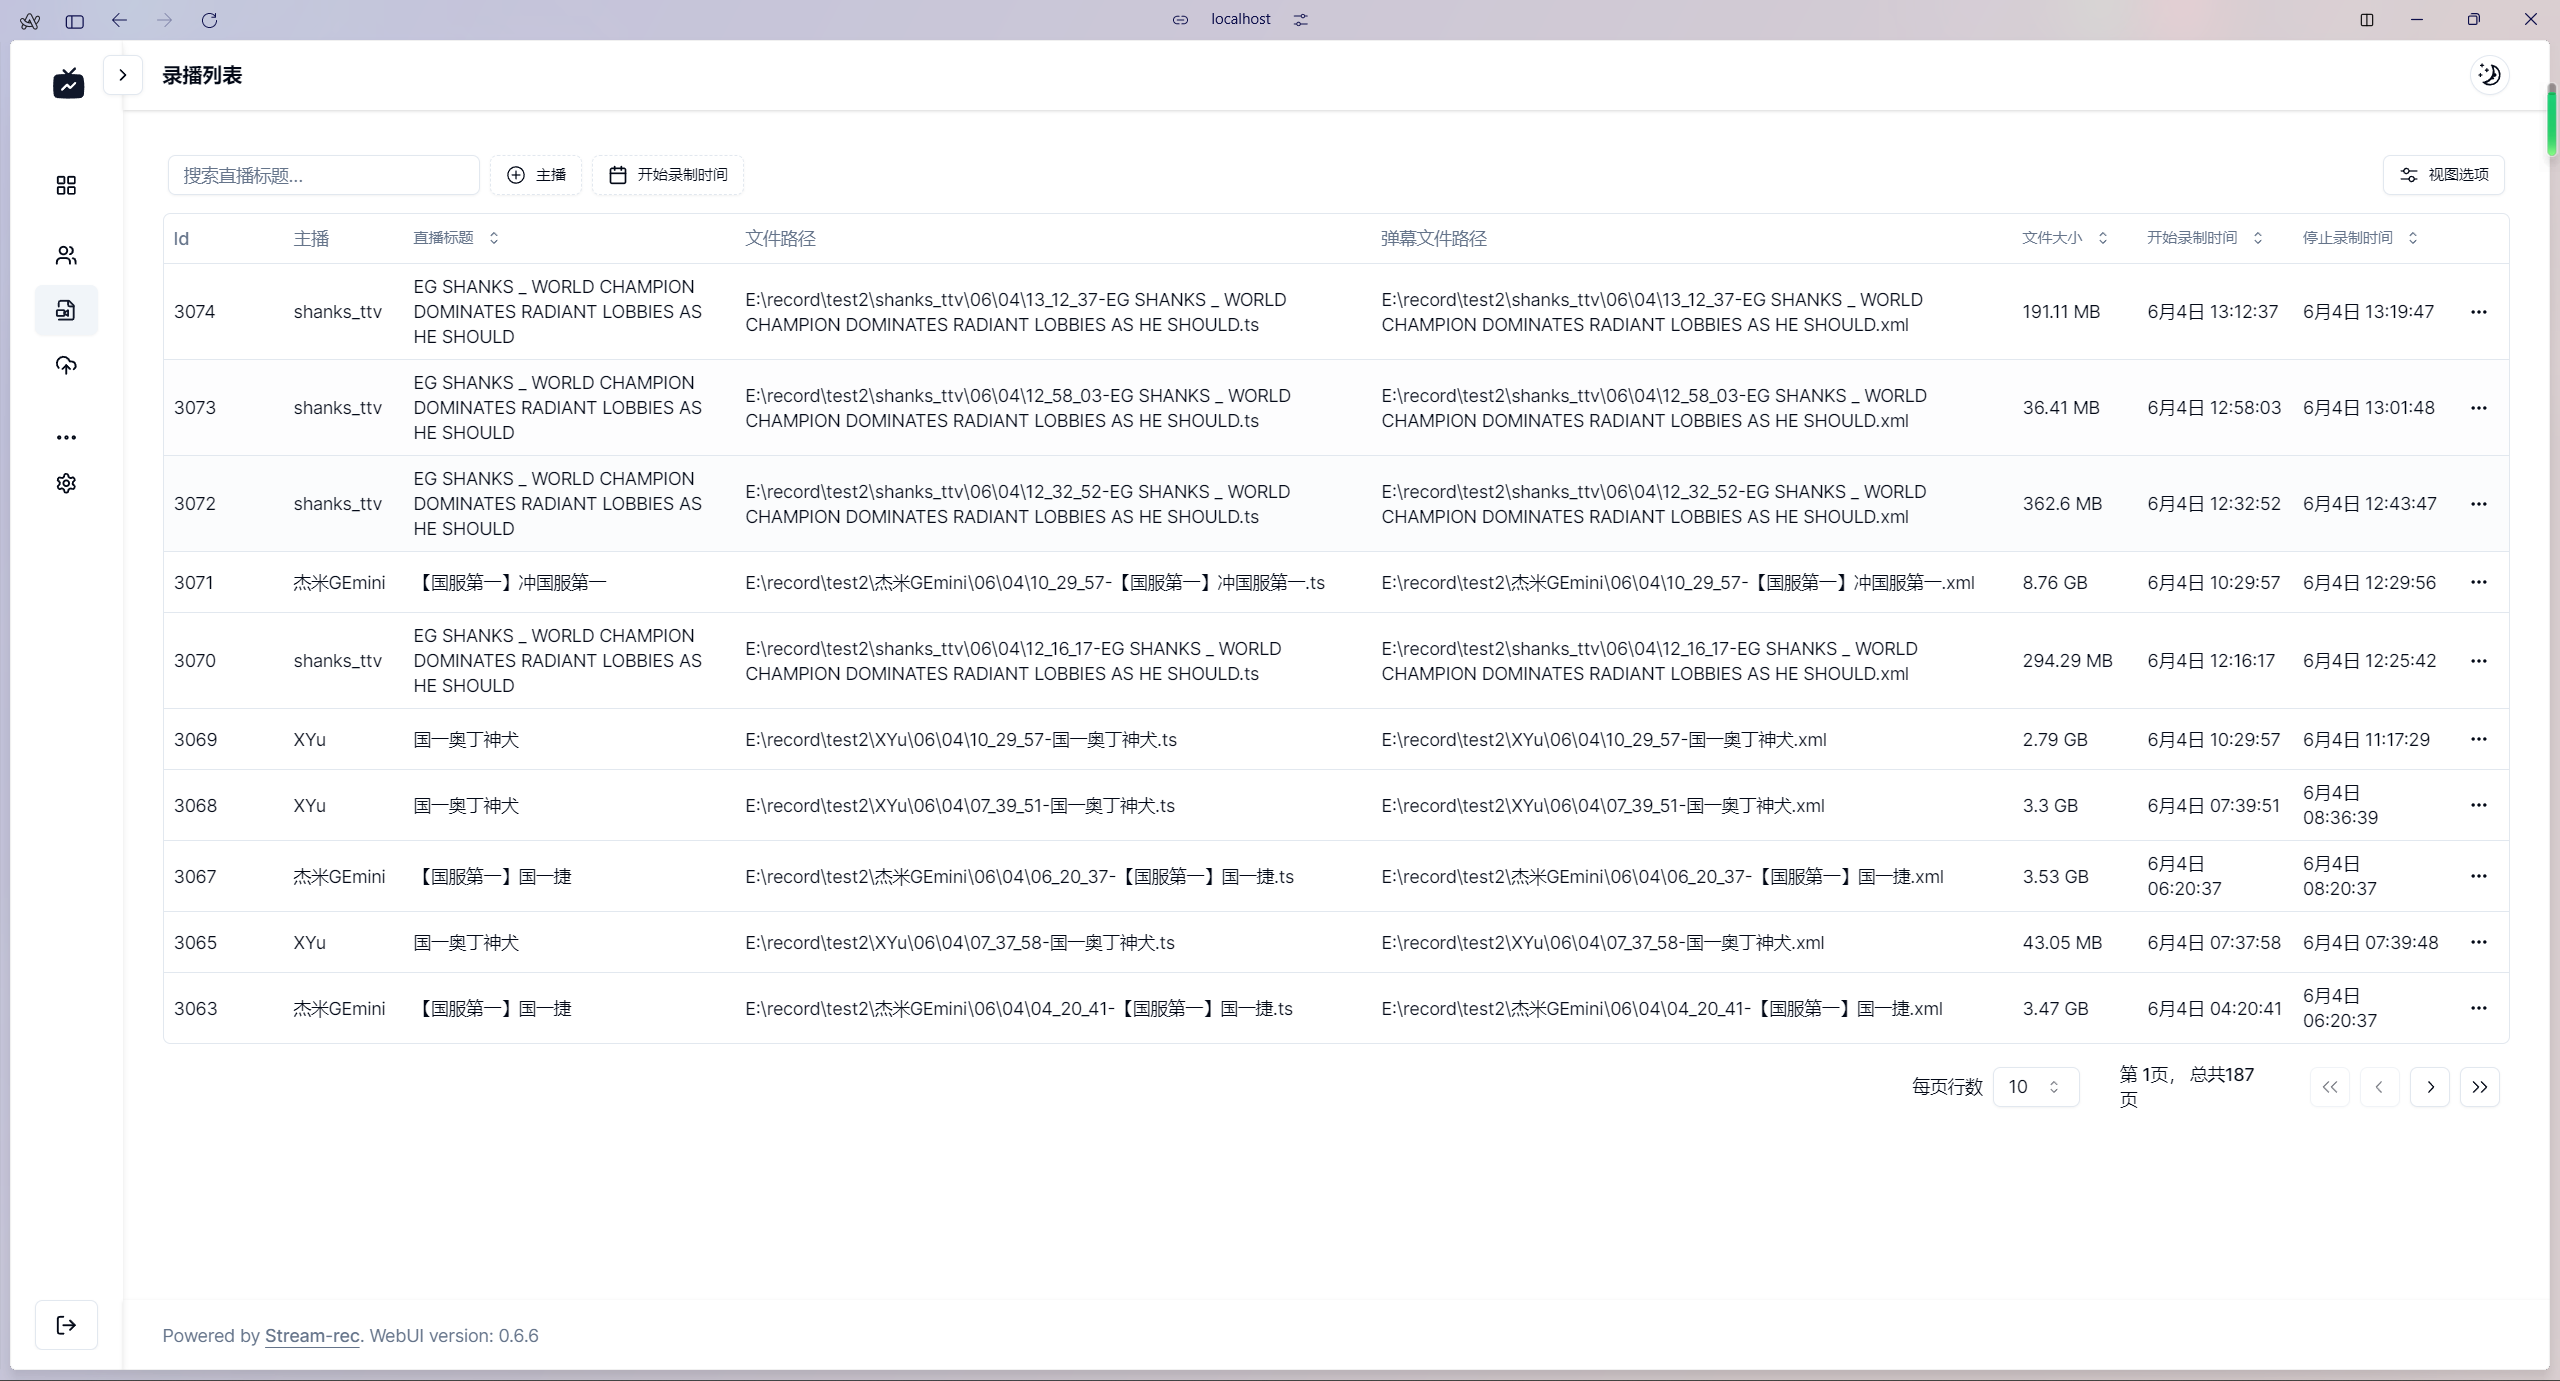 localhost
录播列表
搜索直播标题...
主播
开始录制时间
视图选项
Id 主播 直播标题 文件路径 弹幕文件路径 文件大小 开始录制时间 停止录制时间
3074 shanks_ttv EG SHANKS _ WORLD CHAMPION DOMINATES RADIANT LOBBIES AS HE SHOULD E:\record\test2\shanks_ttv\06\04\13_12_37-EG SHANKS _ WORLD CHAMPION DOMINATES RADIANT LOBBIES AS HE SHOULD.ts E:\record\test2\shanks_ttv\06\04\13_12_37-EG SHANKS _ WORLD CHAMPION DOMINATES RADIANT LOBBIES AS HE SHOULD.xml 191.11 MB 6月4日 13:12:37 6月4日 13:19:47
3073 shanks_ttv EG SHANKS _ WORLD CHAMPION DOMINATES RADIANT LOBBIES AS HE SHOULD E:\record\test2\shanks_ttv\06\04\12_58_03-EG SHANKS _ WORLD CHAMPION DOMINATES RADIANT LOBBIES AS HE SHOULD.ts E:\record\test2\shanks_ttv\06\04\12_58_03-EG SHANKS _ WORLD CHAMPION DOMINATES RADIANT LOBBIES AS HE SHOULD.xml 36.41 MB 6月4日 12:58:03 6月4日 13:01:48
3072 shanks_ttv EG SHANKS _ WORLD CHAMPION DOMINATES RADIANT LOBBIES AS HE SHOULD E:\record\test2\shanks_ttv\06\04\12_32_52-EG SHANKS _ WORLD CHAMPION DOMINATES RADIANT LOBBIES AS HE SHOULD.ts E:\record\test2\shanks_ttv\06\04\12_32_52-EG SHANKS _ WORLD CHAMPION DOMINATES RADIANT LOBBIES AS HE SHOULD.xml 362.6 MB 6月4日 12:32:52 6月4日 12:43:47
3071 杰米GEmini 【国服第一】冲国服第一 E:\record\test2\杰米GEmini\06\04\10_29_57-【国服第一】冲国服第一.ts E:\record\test2\杰米GEmini\06\04\10_29_57-【国服第一】冲国服第一.xml 8.76 GB 6月4日 10:29:57 6月4日 12:29:56
3070 shanks_ttv EG SHANKS _ WORLD CHAMPION DOMINATES RADIANT LOBBIES AS HE SHOULD E:\record\test2\shanks_ttv\06\04\12_16_17-EG SHANKS _ WORLD CHAMPION DOMINATES RADIANT LOBBIES AS HE SHOULD.ts E:\record\test2\shanks_ttv\06\04\12_16_17-EG SHANKS _ WORLD CHAMPION DOMINATES RADIANT LOBBIES AS HE SHOULD.xml 294.29 MB 6月4日 12:16:17 6月4日 12:25:42
3069 XYu 国一奥丁神犬 E:\record\test2\XYu\06\04\10_29_57-国一奥丁神犬.ts E:\record\test2\XYu\06\04\10_29_57-国一奥丁神犬.xml 2.79 GB 6月4日 10:29:57 6月4日 11:17:29
3068 XYu 国一奥丁神犬 E:\record\test2\XYu\06\04\07_39_51-国一奥丁神犬.ts E:\record\test2\XYu\06\04\07_39_51-国一奥丁神犬.xml 3.3 GB 6月4日 07:39:51 6月4日 08:36:39
3067 杰米GEmini 【国服第一】国一捷 E:\record\test2\杰米GEmini\06\04\06_20_37-【国服第一】国一捷.ts E:\record\test2\杰米GEmini\06\04\06_20_37-【国服第一】国一捷.xml 3.53 GB 6月4日 06:20:37 6月4日 08:20:37
3065 XYu 国一奥丁神犬 E:\record\test2\XYu\06\04\07_37_58-国一奥丁神犬.ts E:\record\test2\XYu\06\04\07_37_58-国一奥丁神犬.xml 43.05 MB 6月4日 07:37:58 6月4日 07:39:48
3063 杰米GEmini 【国服第一】国一捷 E:\record\test2\杰米GEmini\06\04\04_20_41-【国服第一】国一捷.ts E:\record\test2\杰米GEmini\06\04\04_20_41-【国服第一】国一捷.xml 3.47 GB 6月4日 04:20:41 6月4日 06:20:37
每页行数 10 第 1页， 总共187
页
Powered by Stream-rec. WebUI version: 0.6.6